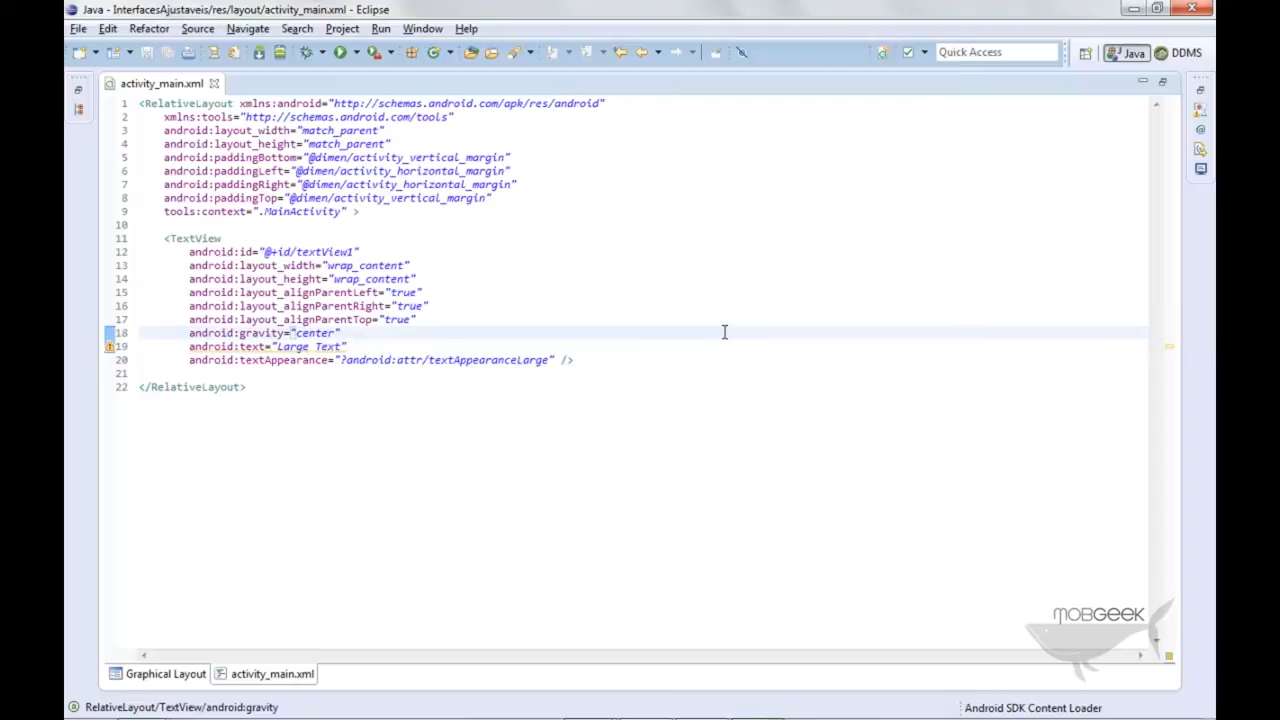 Java - InterfacesAjustaveis/res/layout/activity_main.xml - Eclipse
File Edit Refactor Source Navigate Search Project Run Window Help
Quick Access Java DDMS
activity_main.xml
1 <RelativeLayout xmlns:android="http://schemas.android.com/apk/res/android"
2 xmlns:tools="http://schemas.android.com/tools"
3 android:layout_width="match_parent"
4 android:layout_height="match_parent"
5 android:paddingBottom="@dimen/activity_vertical_margin"
6 android:paddingLeft="@dimen/activity_horizontal_margin"
7 android:paddingRight="@dimen/activity_horizontal_margin"
8 android:paddingTop="@dimen/activity_vertical_margin"
9 tools:context=".MainActivity" >
10
11 <TextView
12 android:id="@+id/textView1"
13 android:layout_width="wrap_content"
14 android:layout_height="wrap_content"
15 android:layout_alignParentLeft="true"
16 android:layout_alignParentRight="true"
17 android:layout_alignParentTop="true"
18 android:gravity="center"
19 android:text="Large Text"
20 android:textAppearance="?android:attr/textAppearanceLarge" />
21
22 </RelativeLayout>
MOBGEEK
Graphical Layout activity_main.xml
RelativeLayout/TextView/android:gravity Android SDK Content Loader